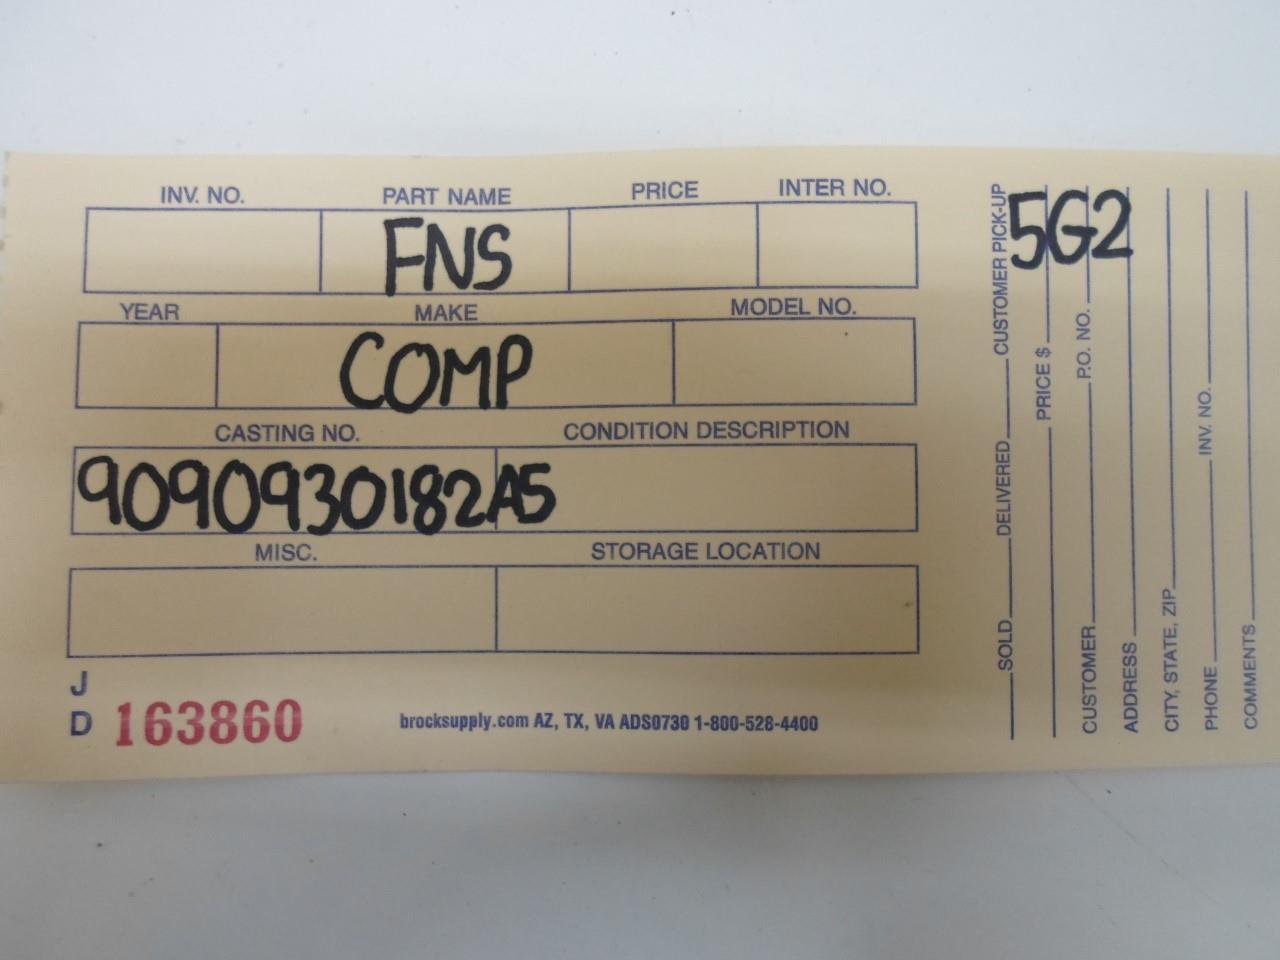 INV. NO. PART NAME PRICE INTER NO.
FNS
YEAR MAKE MODEL NO.
COMP
CASTING NO. CONDITION DESCRIPTION
9090930182A5
MISC. STORAGE LOCATION
J
D 163860
brocksupply.com AZ, TX, VA ADS0730 1-800-528-4400
5G2
SOLD DELIVERED CUSTOMER PICK-UP
PRICE $
CUSTOMER P.O. NO.
ADDRESS
CITY, STATE, ZIP
PHONE INV. NO.
COMMENTS